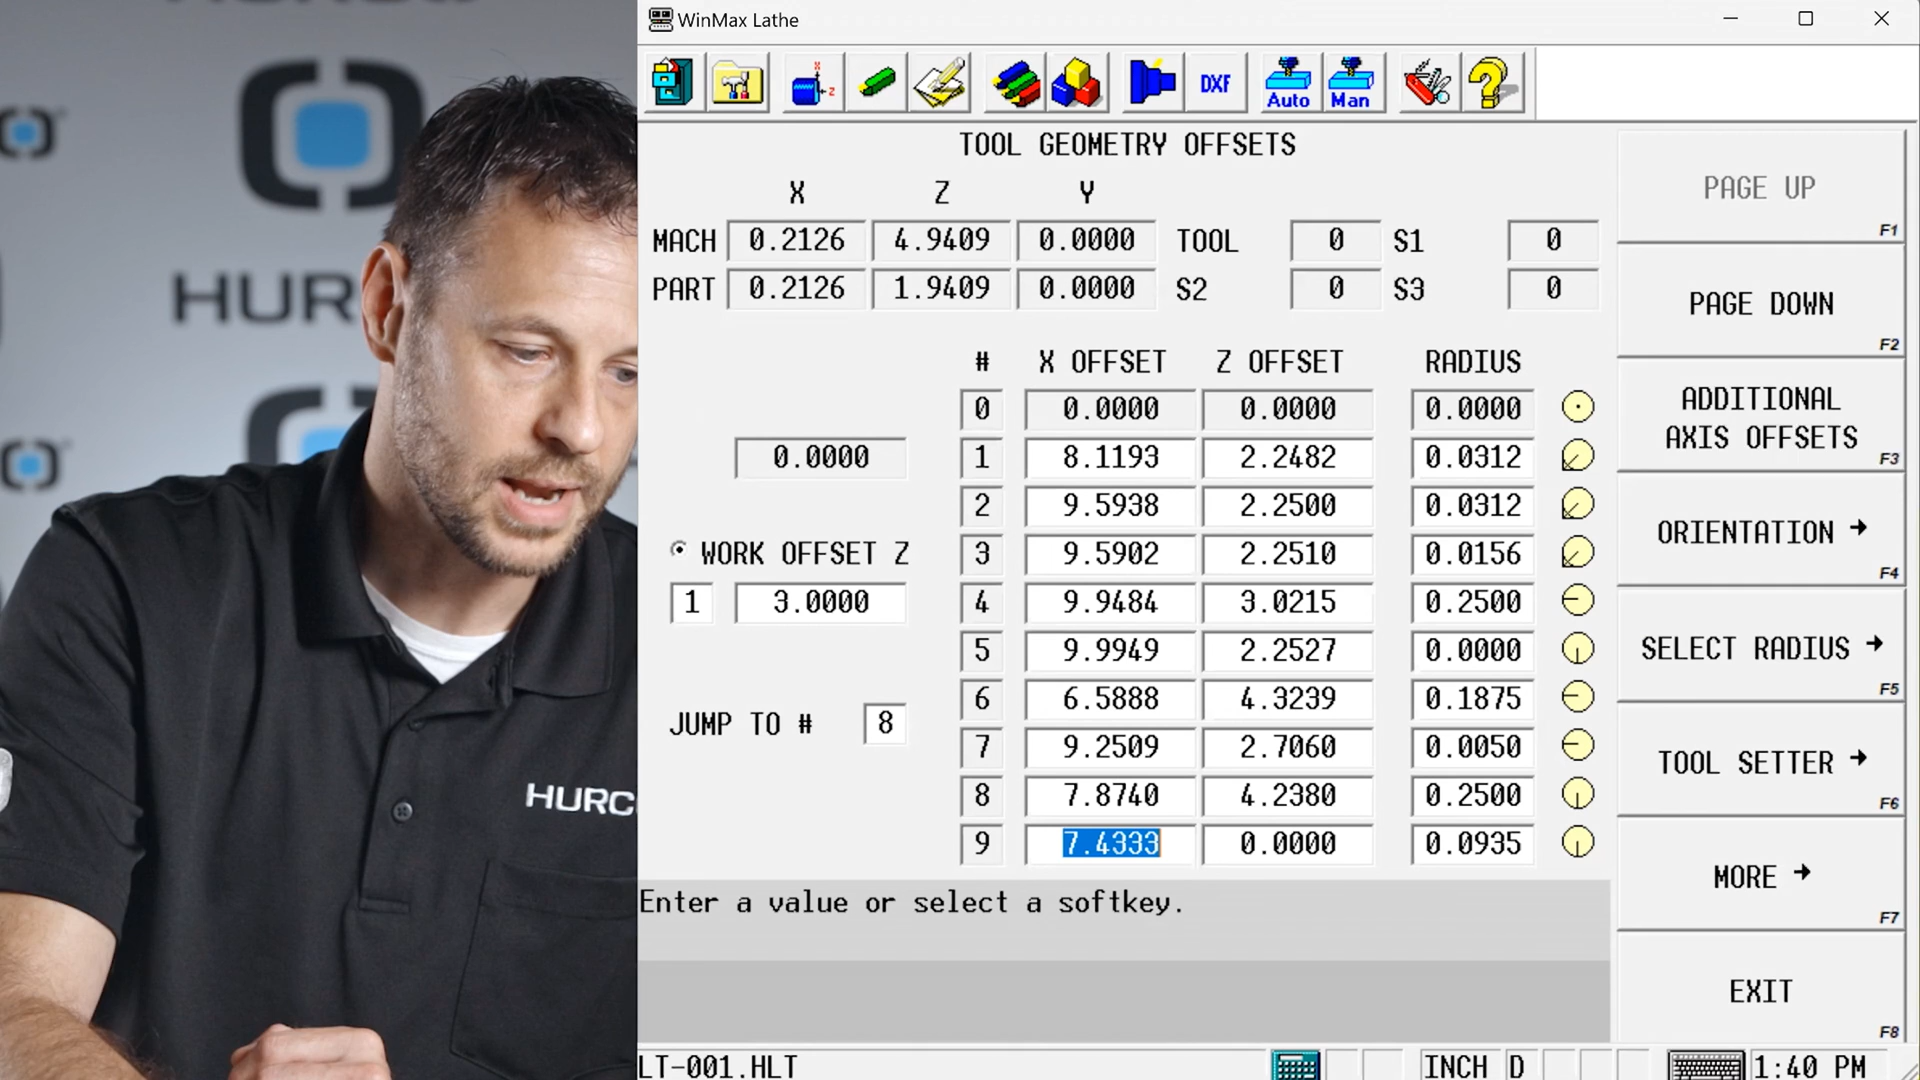 WinMax Lathe
DXF
Auto
Man
TOOL GEOMETRY OFFSETS
X Z Y
MACH 0.2126 4.9409 0.0000 TOOL 0 S1 0
PART 0.2126 1.9409 0.0000 S2 0 S3 0
# X OFFSET Z OFFSET RADIUS
0 0.0000 0.0000 0.0000
0.0000 1 8.1193 2.2482 0.0312
2 9.5938 2.2500 0.0312
WORK OFFSET Z 3 9.5902 2.2510 0.0156
1 3.0000 4 9.9484 3.0215 0.2500
5 9.9949 2.2527 0.0000
6 6.5888 4.3239 0.1875
JUMP TO # 8 7 9.2509 2.7060 0.0050
8 7.8740 4.2380 0.2500
9 7.4333 0.0000 0.0935
Enter a value or select a softkey.
PAGE UP
F1
PAGE DOWN
F2
ADDITIONAL
AXIS OFFSETS
F3
ORIENTATION →
F4
SELECT RADIUS →
F5
TOOL SETTER →
F6
MORE →
F7
EXIT
F8
LT-001.HLT INCH D 1:40 PM
HURC